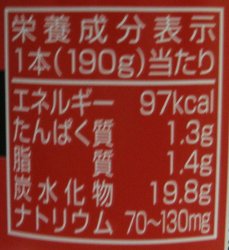 栄養成分表示
1本(190g)当たり
エネルギー 97kcal
たんぱく質 1.3g
脂質 1.4g
炭水化物 19.8g
ナトリウム 70~130mg